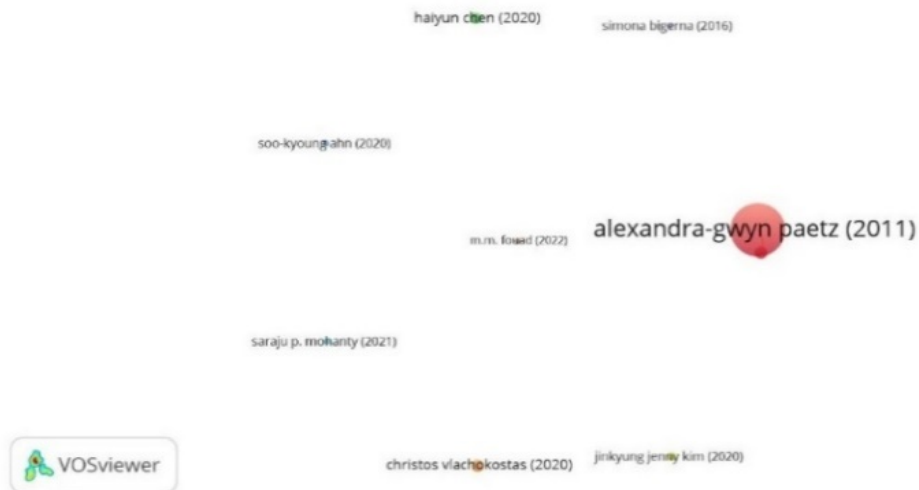 haiyun chen (2020)
simona bigerna (2016)
soo-kyoung ahn (2020)
alexandra-gwyn paetz (2011)
m.m. fouad (2022)
saraju p. mohanty (2021)
christos vlachokostas (2020)
jinkyung jenny kim (2020)
VOSviewer